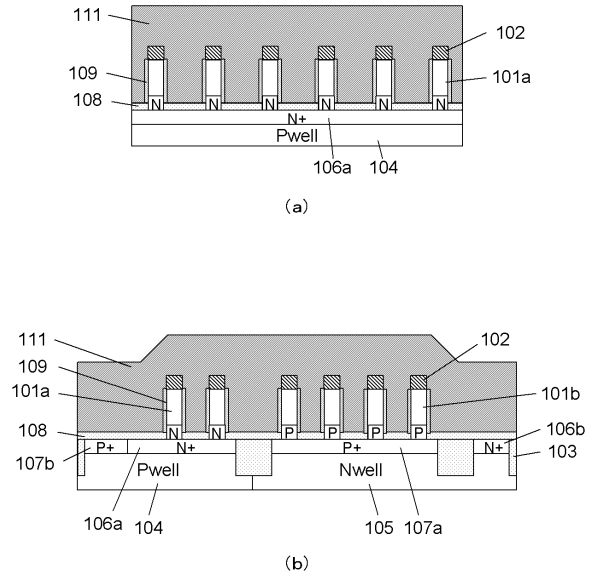 111
102
109
101a
108
N N N N N N
N+
Pwell
106a 104
(a)
111
102
109
101a
101b
108
N N P P P P
106b
P+ N+ P+ N+
107b
103
Pwell Nwell
106a 104 105 107a
(b)